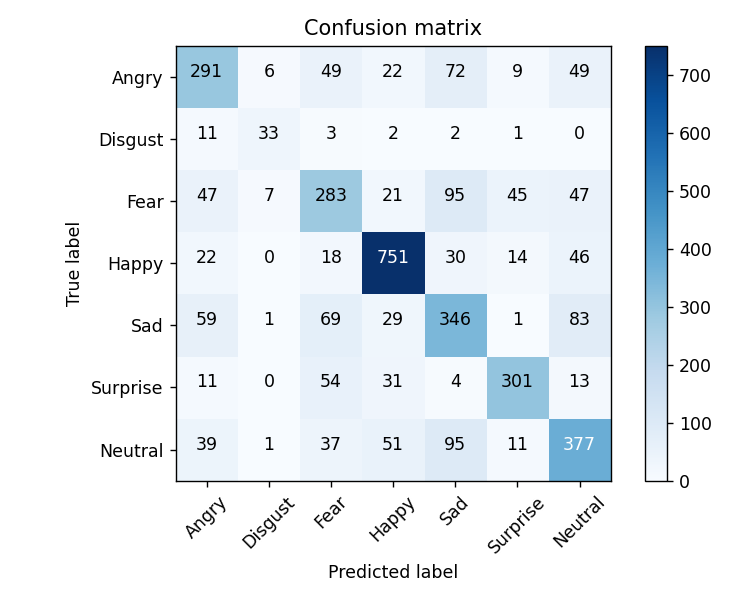 Confusion matrix
True label
Angry 291 6 49 22 72 9 49
Disgust 11 33 3 2 2 1 0
Fear 47 7 283 21 95 45 47
Happy 22 0 18 751 30 14 46
Sad 59 1 69 29 346 1 83
Surprise 11 0 54 31 4 301 13
Neutral 39 1 37 51 95 11 377
Angry Disgust Fear Happy Sad Surprise Neutral
Predicted label
700
600
500
400
300
200
100
0